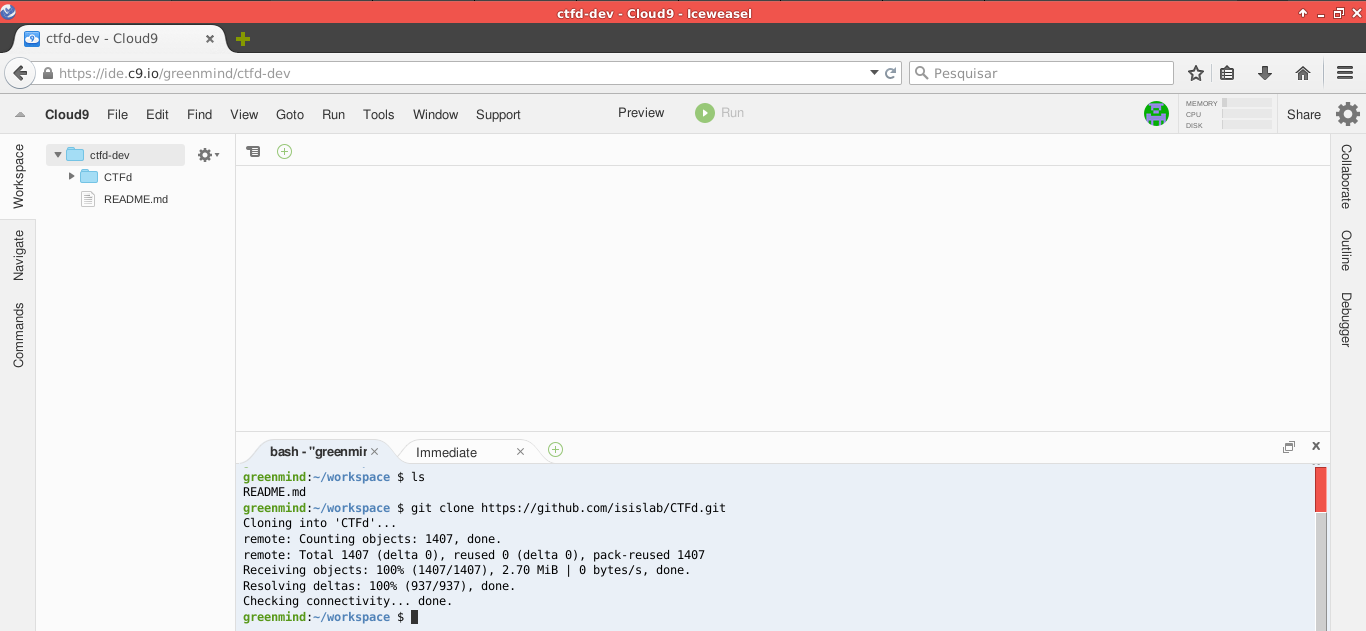 ctfd-dev - Cloud9 - Iceweasel
ctfd-dev - Cloud9
https://ide.c9.io/greenmind/ctfd-dev
Pesquisar
Cloud9 File Edit Find View Goto Run Tools Window Support Preview Run
MEMORY
CPU
DISK
Share
Workspace
Navigate
Commands
ctfd-dev
CTFd
README.md
Collaborate
Outline
Debugger
bash - "greenmir
Immediate
greenmind:~/workspace $ ls
README.md
greenmind:~/workspace $ git clone https://github.com/isislab/CTFd.git
Cloning into 'CTFd'...
remote: Counting objects: 1407, done.
remote: Total 1407 (delta 0), reused 0 (delta 0), pack-reused 1407
Receiving objects: 100% (1407/1407), 2.70 MiB | 0 bytes/s, done.
Resolving deltas: 100% (937/937), done.
Checking connectivity... done.
greenmind:~/workspace $